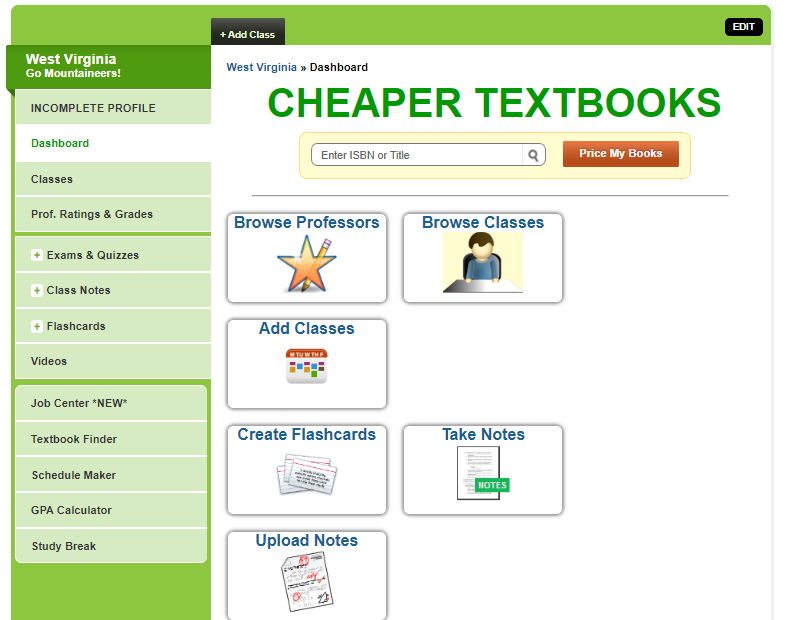 + Add Class
EDIT
West Virginia
Go Mountaineers!
INCOMPLETE PROFILE
Dashboard
Classes
Prof. Ratings & Grades
+ Exams & Quizzes
+ Class Notes
+ Flashcards
Videos
Job Center *NEW*
Textbook Finder
Schedule Maker
GPA Calculator
Study Break
West Virginia » Dashboard
CHEAPER TEXTBOOKS
Enter ISBN or Title
Price My Books
Browse Professors
Browse Classes
Add Classes
M TU W TH F
Create Flashcards
Take Notes
NOTES
Upload Notes